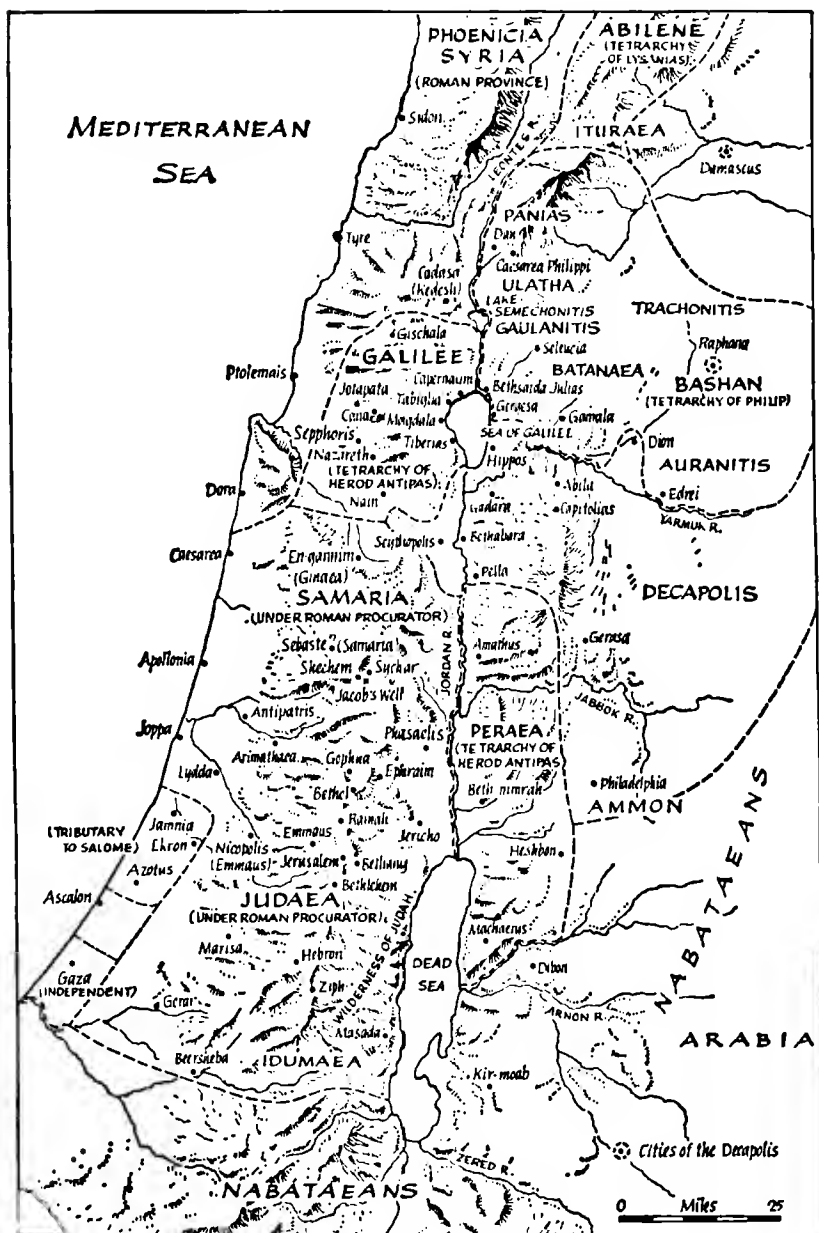 PHOENICIA
SYRIA
(ROMAN PROVINCE)
ABILENE
(TETRARCHY
OF LYSANIAS)
MEDITERRANEAN
SEA
Sidon
LEONTES R.
ITURAEA
Damascus
PANIAS
Tyre
Dan
Caesarea Philippi
Cadasa
(Kedesh)
ULATHA
LAKE
SEMECHONITIS
TRACHONITIS
GAULANITIS
Gischala
Seleucia
Raphana
GALILEE
BATANAEA
Ptolemais
Capernaum
Bethsaida Julias
BASHAN
(TETRARCHY OF PHILIP)
Jotapata
Tabigha
Gergesa
Cana
Magdala
Gamala
SEA OF GALILEE
Sepphoris
Tiberias
Dion
Nazareth
Hippos
AURANITIS
(TETRARCHY OF
HEROD ANTIPAS)
Abila
Edrei
Dora
Nain
Gadara
Capitolias
YARMUK R.
Scythopolis
Bethabara
Caesarea
En-gannim
(Ginaea)
Pella
SAMARIA
DECAPOLIS
(UNDER ROMAN PROCURATOR)
JORDAN R.
Sebaste (Samaria)
Amathus
Gerasa
Apollonia
Shechem
Sychar
Jacob's Well
JABBOK R.
Antipatris
Joppa
Phasaelis
PERAEA
(TETRARCHY OF
HEROD ANTIPAS
Arimathaea
Gophna
Lydda
Ephraim
Philadelphia
Bethel
Beth nimrah
AMMON
Jamnia
Ramah
(TRIBUTARY
TO SALOME)
Emmaus
Jericho
Ekron
Nicopolis
(Emmaus)
Jerusalem
Bethany
Heshbon
Azotus
Bethlehem
NABATAEANS
Ascalon
JUDAEA
(UNDER ROMAN PROCURATOR)
WILDERNESS OF JUDAH
Machaerus
Marisa
DEAD
SEA
Hebron
Dibon
Gaza
(INDEPENDENT)
Ziph
Gerar
ARNON R.
Masada
ARABIA
Beersheba
IDUMAEA
Kir-moab
ZERED R.
Cities of the Decapolis
NABATAEANS
0 Miles 25